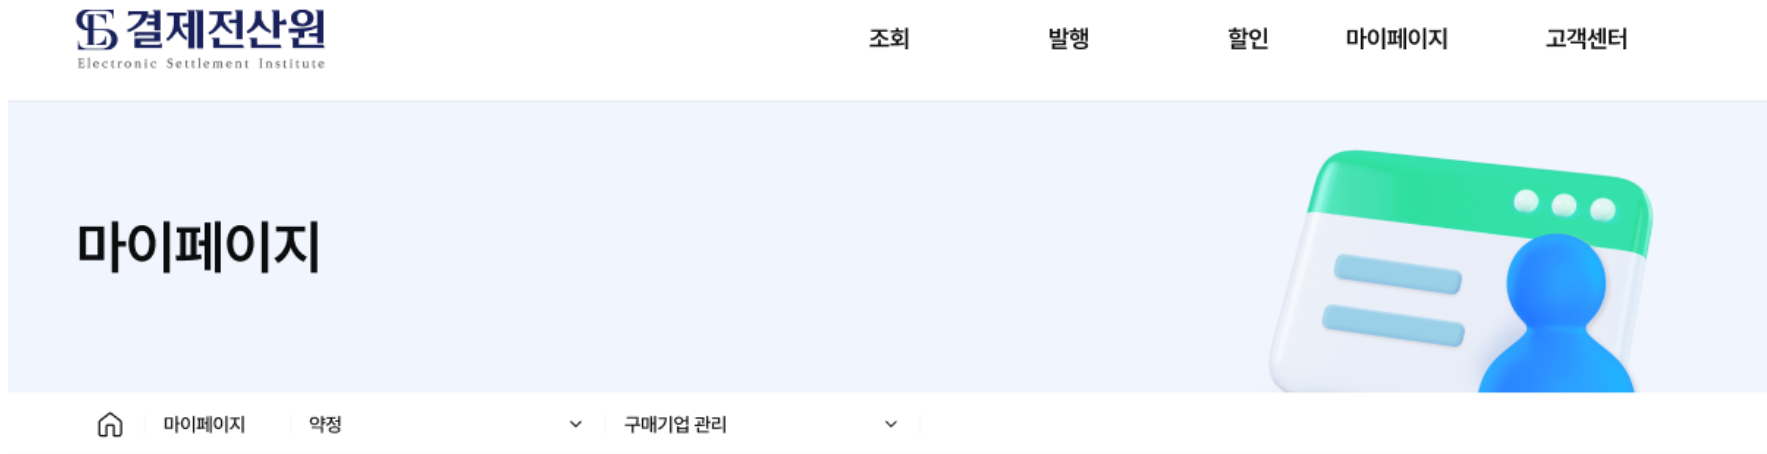 결제전산원
Electronic Settlement Institute
조회 발행 할인 마이페이지 고객센터
마이페이지
마이페이지 약정 구매기업 관리